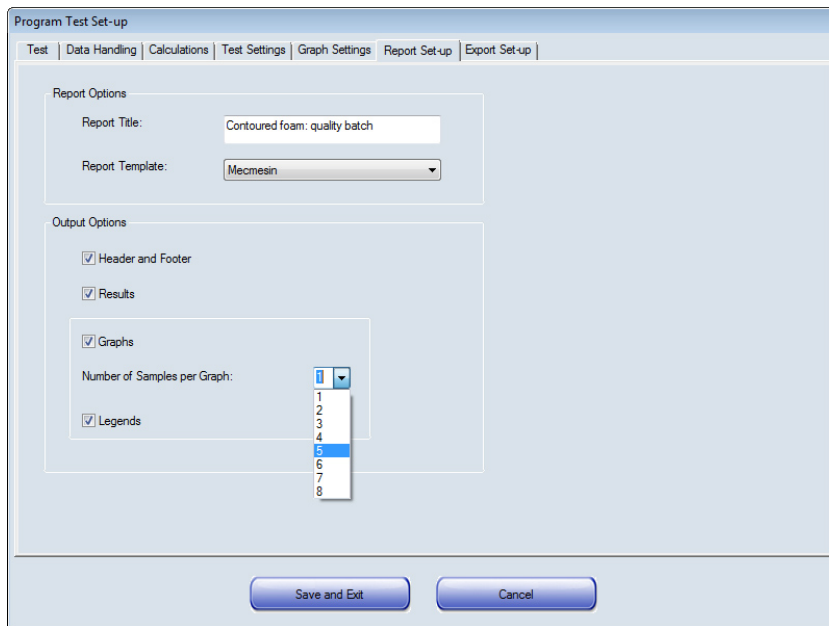 Program Test Set-up
Test Data Handling Calculations Test Settings Graph Settings Report Set-up Export Set-up
Report Options
Report Title: Contoured foam: quality batch
Report Template: Mecmesin
Output Options
Header and Footer
Results
Graphs
Number of Samples per Graph: 1
1
2
3
Legends
4
5
6
7
8
Save and Exit Cancel